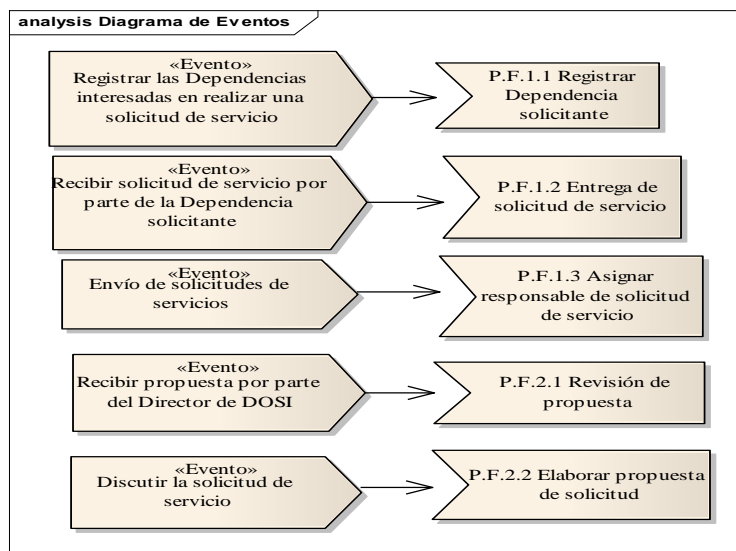 analysis Diagrama de Eventos
«Evento»
Registrar las Dependencias
interesadas en realizar una
solicitud de servicio
P.F.1.1 Registrar
Dependencia
solicitante
«Evento»
Recibir solicitud de servicio por
parte de la Dependencia
solicitante
P.F.1.2 Entrega de
solicitud de servicio
«Evento»
Envío de solicitudes de
servicios
P.F.1.3 Asignar
responsable de solicitud
de servicio
«Evento»
Recibir propuesta por parte
del Director de DOSI
P.F.2.1 Revisión de
propuesta
«Evento»
Discutir la solicitud de
servicio
P.F.2.2 Elaborar propuesta
de solicitud